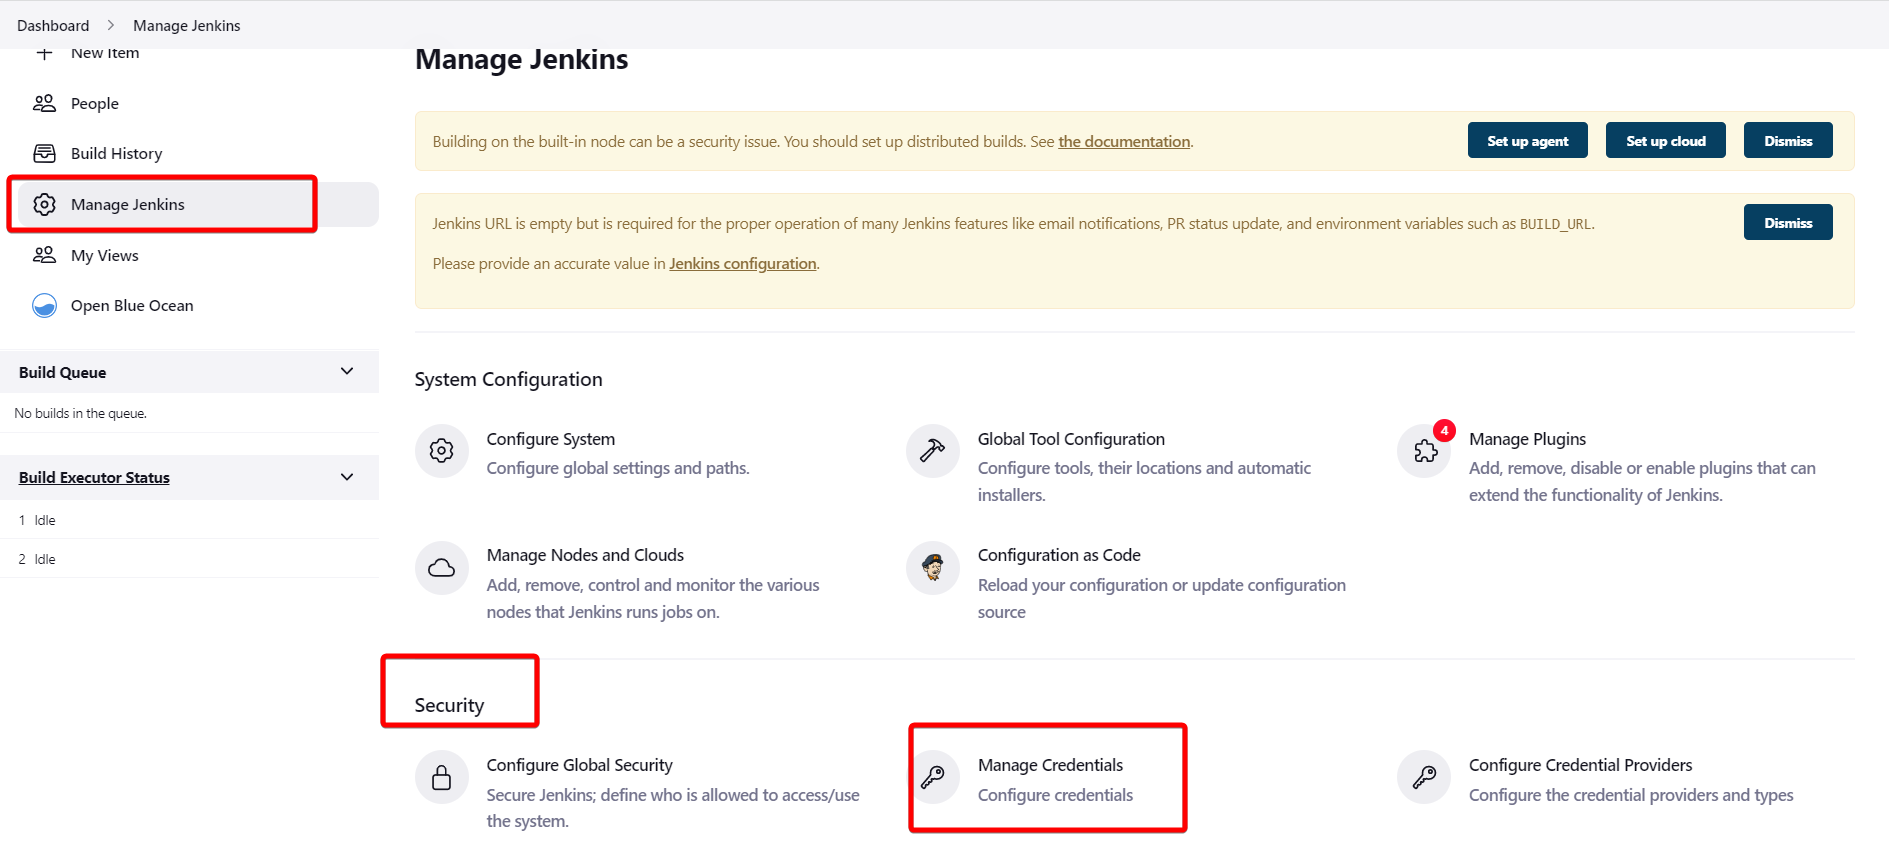 Dashboard > Manage Jenkins
New Item
People
Build History
Manage Jenkins
My Views
Open Blue Ocean
Build Queue
No builds in the queue.
Build Executor Status
1 Idle
2 Idle
Manage Jenkins
Building on the built-in node can be a security issue. You should set up distributed builds. See the documentation.
Set up agent
Set up cloud
Dismiss
Jenkins URL is empty but is required for the proper operation of many Jenkins features like email notifications, PR status update, and environment variables such as BUILD_URL.
Dismiss
Please provide an accurate value in Jenkins configuration.
System Configuration
Configure System
Configure global settings and paths.
Global Tool Configuration
Configure tools, their locations and automatic
installers.
4
Manage Plugins
Add, remove, disable or enable plugins that can
extend the functionality of Jenkins.
Manage Nodes and Clouds
Add, remove, control and monitor the various
nodes that Jenkins runs jobs on.
Configuration as Code
Reload your configuration or update configuration
source
Security
Configure Global Security
Secure Jenkins; define who is allowed to access/use
the system.
Manage Credentials
Configure credentials
Configure Credential Providers
Configure the credential providers and types